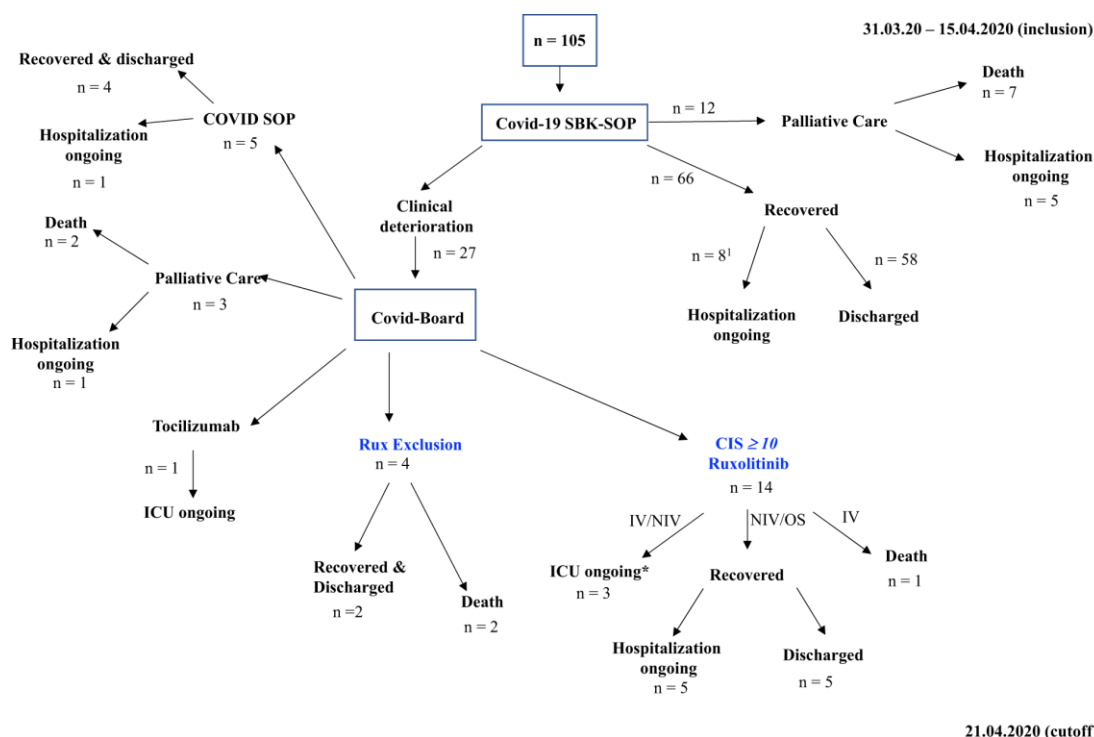 n = 105
31.03.20 – 15.04.2020 (inclusion)
Recovered & discharged
n = 4
COVID SOP
n = 5
Hospitalization
ongoing
n = 1
Covid-19 SBK-SOP
n = 12
Palliative Care
Death
n = 7
Hospitalization
ongoing
n = 5
n = 66
Recovered
n = 8¹
n = 58
Hospitalization
ongoing
Discharged
Clinical
deterioration
n = 27
Covid-Board
Death
n = 2
Palliative Care
n = 3
Hospitalization
ongoing
n = 1
Tocilizumab
n = 1
ICU ongoing
Rux Exclusion
n = 4
Recovered &
Discharged
n =2
Death
n = 2
CIS ≥ 10
Ruxolitinib
n = 14
IV/NIV
NIV/OS
IV
ICU ongoing*
n = 3
Recovered
Death
n = 1
Hospitalization
ongoing
n = 5
Discharged
n = 5
21.04.2020 (cutoff